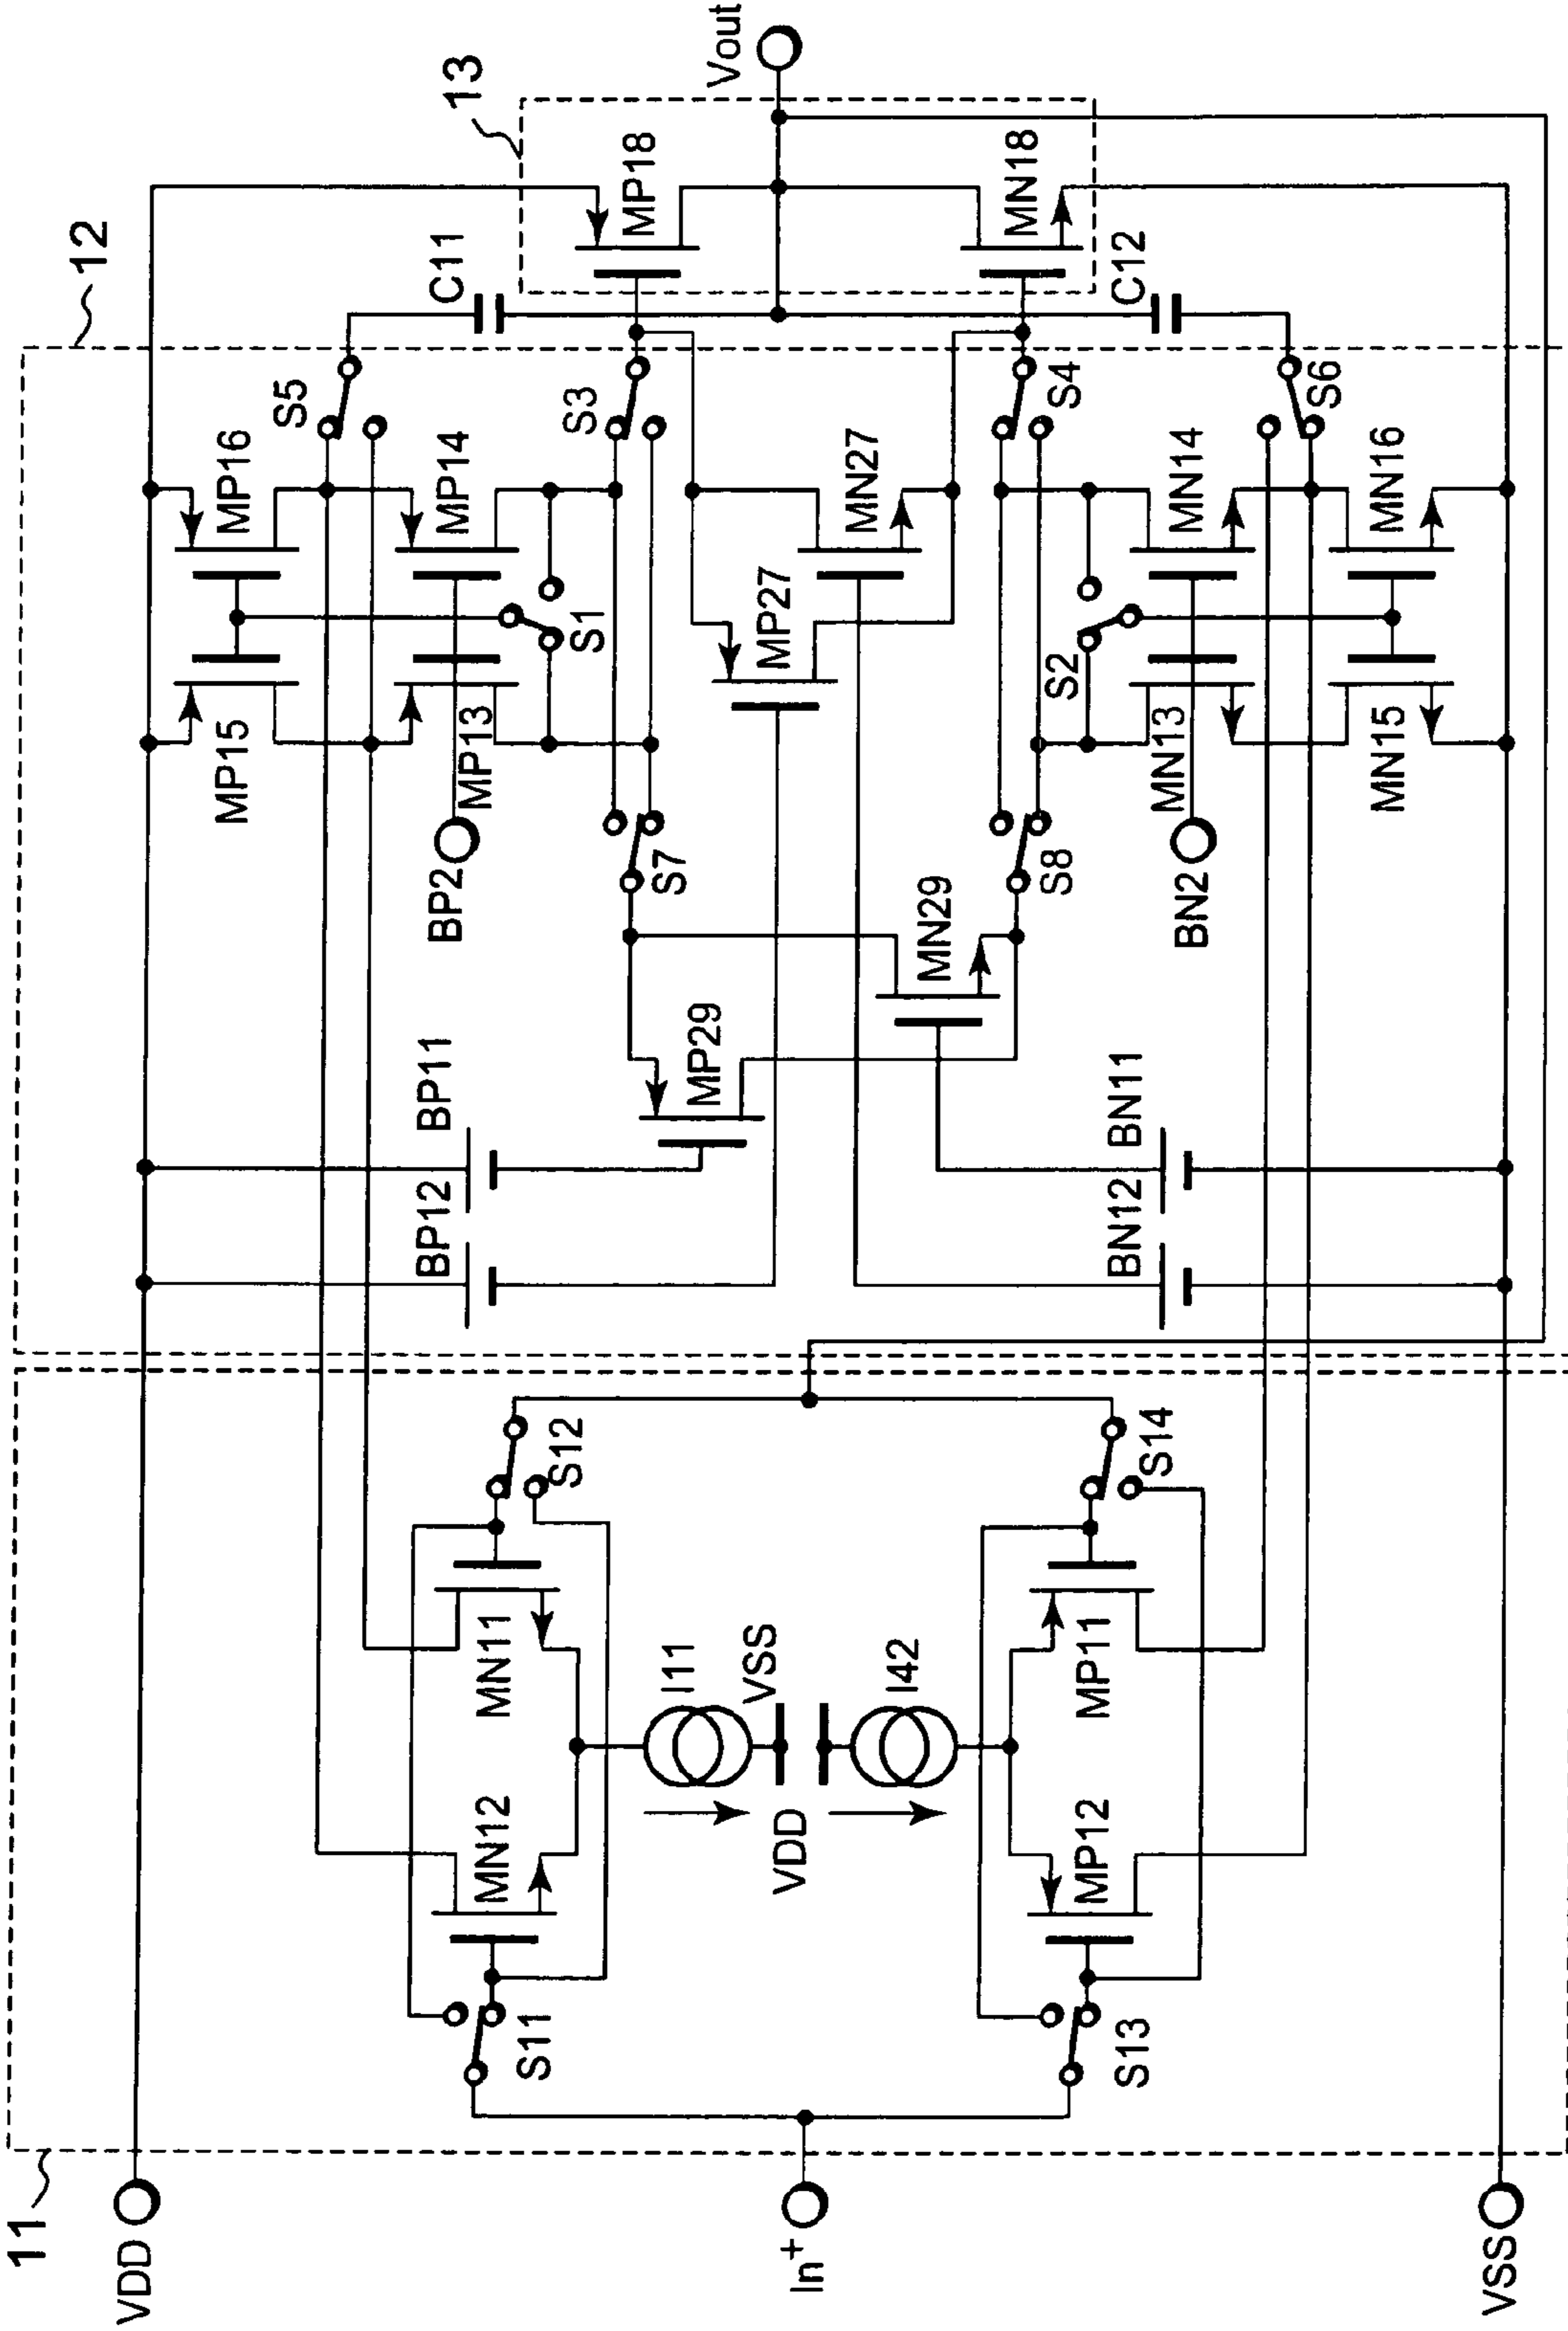 11
12
13
VDD
In+
VSS
Vout
S11
S12
MN12
MN11
I11
VSS
VDD
I42
MP12
MP11
S13
S14
BP12
BP11
BN12
BN11
MP29
MN29
BP2
BN2
MP15
MP16
MP13
MP14
S1
S7
S3
S5
MP27
MN27
S8
S4
S2
MN13
MN14
MN15
MN16
S6
C11
C12
MP18
MN18